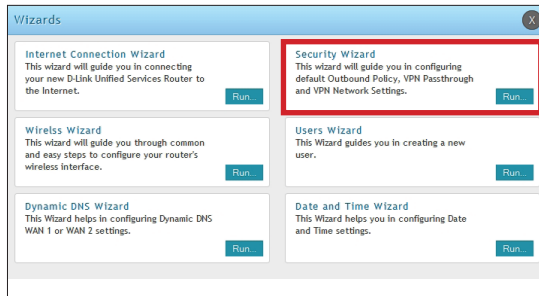 Wizards
X
Internet Connection Wizard
This wizard will guide you in connecting
your new D-Link Unified Services Router to
the Internet.
Run...
Security Wizard
This wizard will guide you in configuring
default Outbound Policy, VPN Passthrough
and VPN Network Settings.
Run...
Wirelss Wizard
This wizard will guide you through common
and easy steps to configure your router's
wireless interface.
Run...
Users Wizard
This Wizard guides you in creating a new
user.
Run...
Dynamic DNS Wizard
This Wizard helps in configuring Dynamic DNS
WAN 1 or WAN 2 settings.
Run...
Date and Time Wizard
This Wizard helps you in configuring Date
and Time settings.
Run...